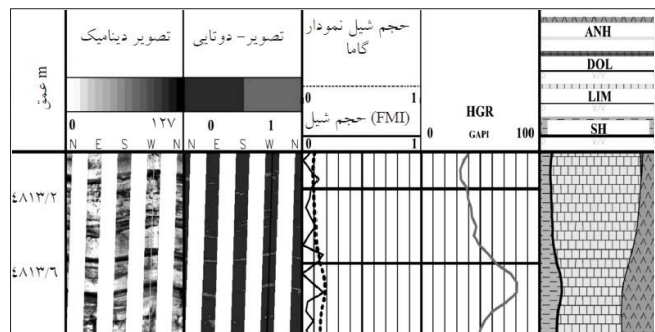 عمق m
تصویر دینامیک
0 ۱۲۷
N E S W N
تصویر- دوتایی
0 1
N E S W N
حجم شیل نمودار
گاما
0 1
حجم شیل (FMI)
0 1
HGR
0 GAPI 100
ANH
DOL
V/V
LIM
V/V
SH
V/V
٤٨١٣/٢
٤٨١٣/٦